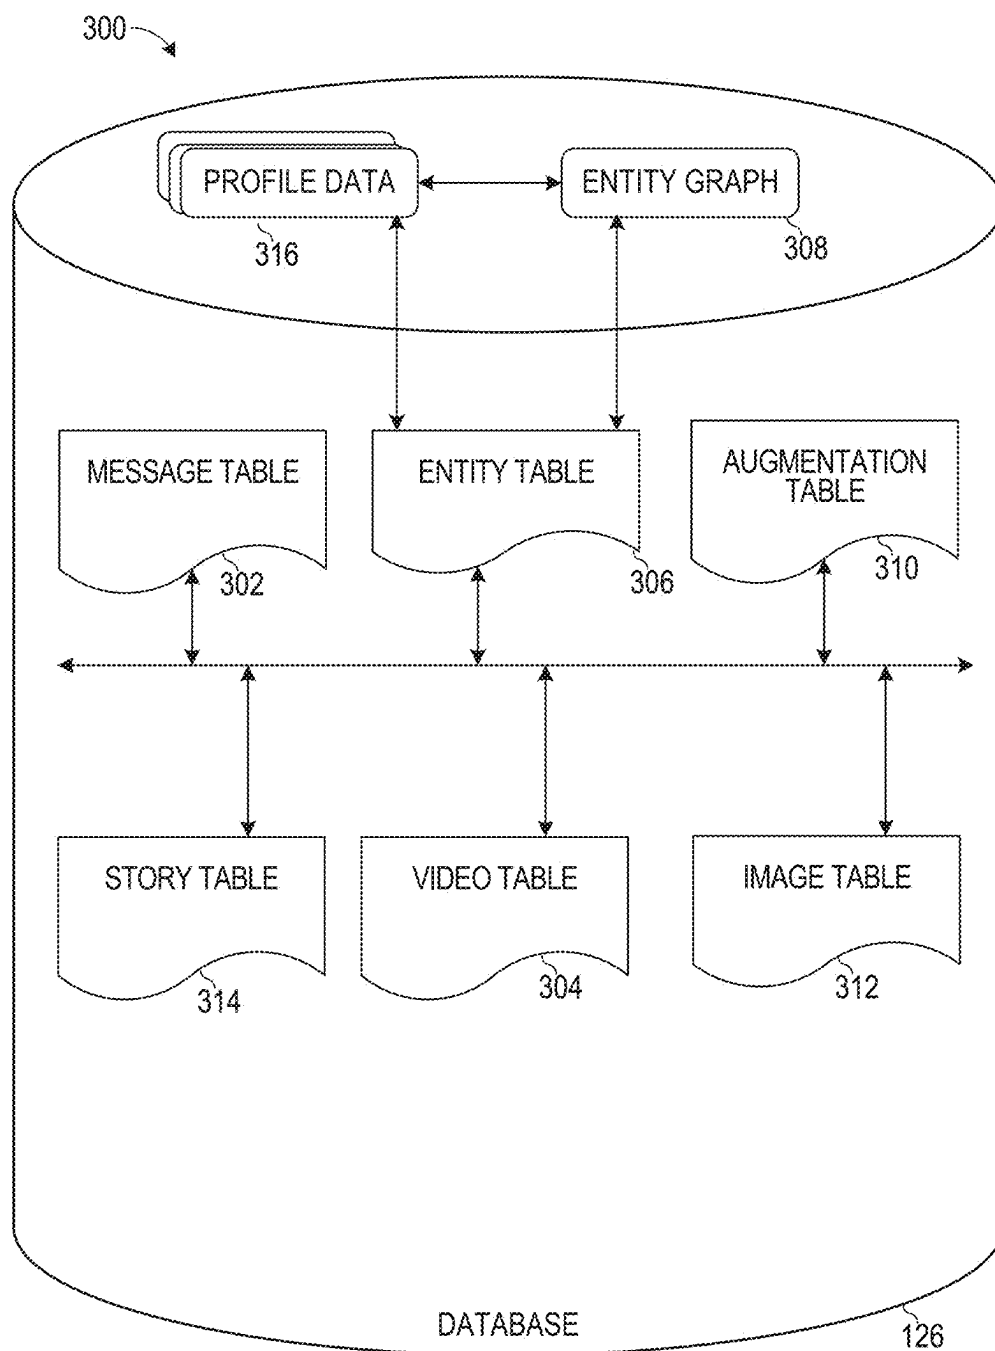 300
PROFILE DATA
ENTITY GRAPH
316
308
MESSAGE TABLE
ENTITY TABLE
AUGMENTATION
TABLE
302
306
310
STORY TABLE
VIDEO TABLE
IMAGE TABLE
314
304
312
DATABASE
126